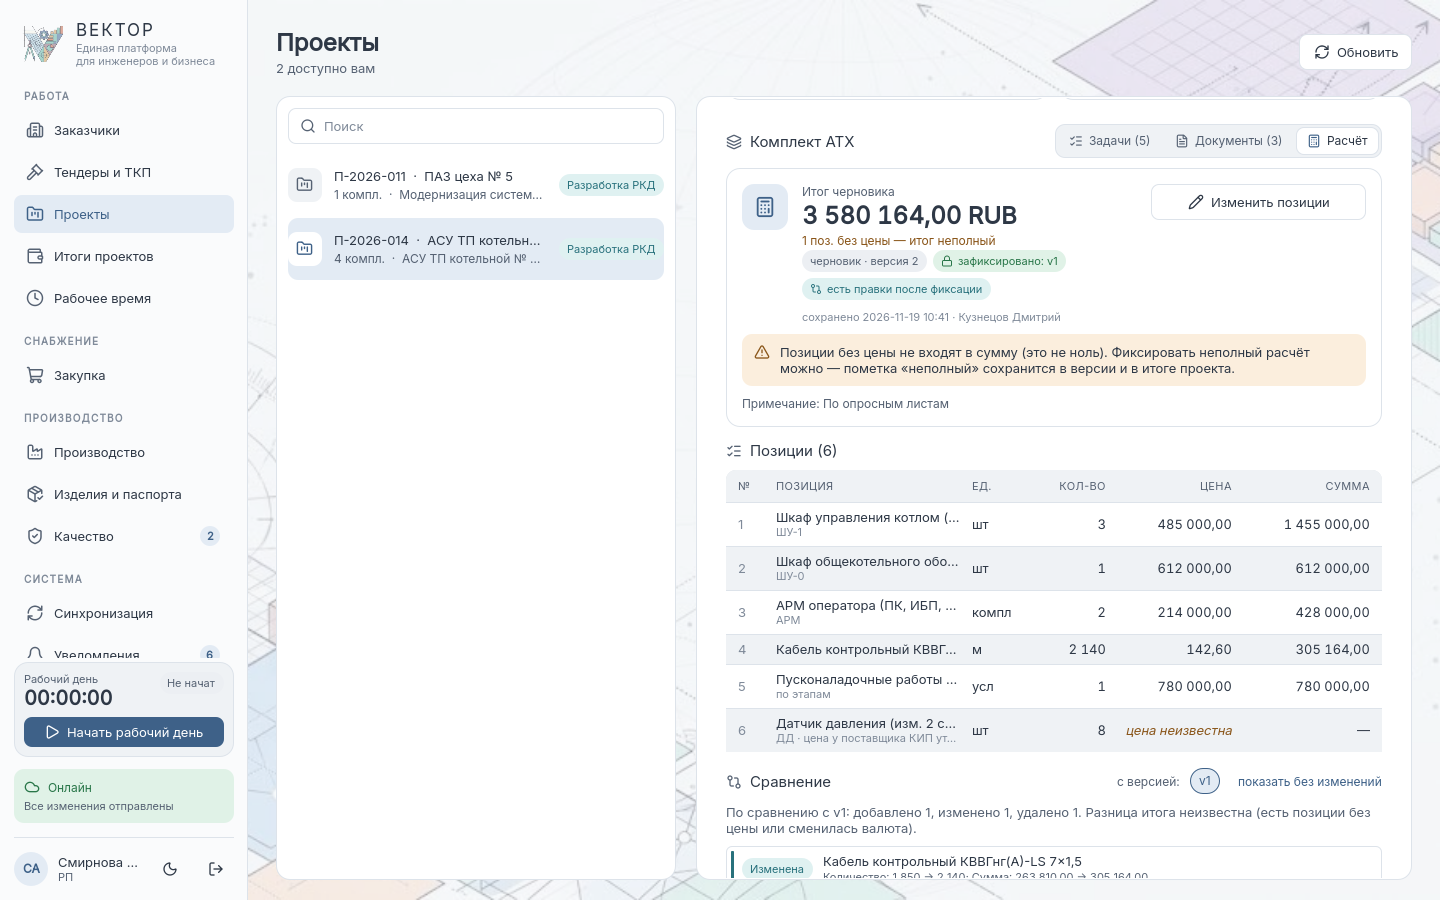 ВЕКТОР
Единая платформа
для инженеров и бизнеса
РАБОТА
Заказчики
Тендеры и ТКП
Проекты
Итоги проектов
Рабочее время
СНАБЖЕНИЕ
Закупка
ПРОИЗВОДСТВО
Производство
Изделия и паспорта
Качество 2
СИСТЕМА
Синхронизация
Уведомления 6
Рабочий день
Не начат
00:00:00
Начать рабочий день
Онлайн
Все изменения отправлены
СА
Смирнова ...
РП
Проекты
2 доступно вам
Обновить
Поиск
П-2026-011 · ПАЗ цеха № 5
1 компл. · Модернизация систем...
Разработка РКД
П-2026-014 · АСУ ТП котельн...
4 компл. · АСУ ТП котельной № ...
Разработка РКД
Комплект АТХ
Задачи (5)
Документы (3)
Расчёт
Итог черновика
3 580 164,00 RUB
1 поз. без цены — итог неполный
черновик · версия 2
зафиксировано: v1
есть правки после фиксации
сохранено 2026-11-19 10:41 · Кузнецов Дмитрий
Изменить позиции
Позиции без цены не входят в сумму (это не ноль). Фиксировать неполный расчёт
можно — пометка «неполный» сохранится в версии и в итоге проекта.
Примечание: По опросным листам
Позиции (6)
№ ПОЗИЦИЯ ЕД. КОЛ-ВО ЦЕНА СУММА
1 Шкаф управления котлом (... шт 3 485 000,00 1 455 000,00
ШУ-1
2 Шкаф общекотельного обо... шт 1 612 000,00 612 000,00
ШУ-0
3 АРМ оператора (ПК, ИБП, ... компл 2 214 000,00 428 000,00
АРМ
4 Кабель контрольный КВВГ... м 2 140 142,60 305 164,00
5 Пусконаладочные работы ... усл 1 780 000,00 780 000,00
по этапам
6 Датчик давления (изм. 2 с... шт 8 цена неизвестна —
ДД · цена у поставщика КИП ут...
Сравнение
с версией: v1 показать без изменений
По сравнению с v1: добавлено 1, изменено 1, удалено 1. Разница итога неизвестна (есть позиции без
цены или сменилась валюта).
Изменена
Кабель контрольный КВВГнг(А)-LS 7×1,5
Количество: 1 850 → 2 140; Сумма: 263 810,00 → 305 164,00